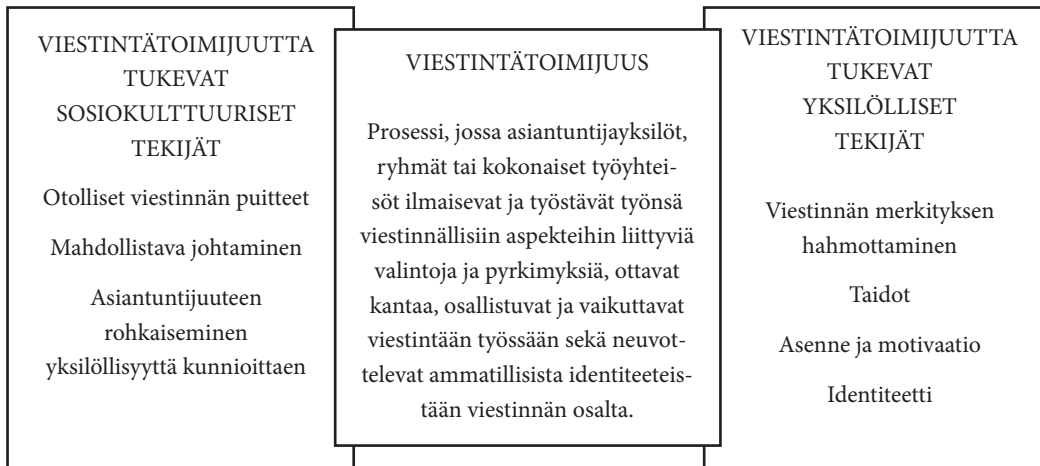 VIESTINTÄTOIMIJUUTTA
TUKEVAT
SOSIOKULTTUURISET
TEKIJÄT
Otolliset viestinnän puitteet
Mahdollistava johtaminen
Asiantuntijuuteen
rohkaiseminen
yksilöllisyyttä kunnioittaen
VIESTINTÄTOIMIJUUS
Prosessi, jossa asiantuntijayksilöt,
ryhmät tai kokonaiset työyhtei-
söt ilmaisevat ja työstävät työnsä
viestinnällisiin aspekteihin liittyviä
valintoja ja pyrkimyksiä, ottavat
kantaa, osallistuvat ja vaikuttavat
viestintään työssään sekä neuvot-
televat ammatillisista identiteeteis-
tään viestinnän osalta.
VIESTINTÄTOIMIJUUTTA
TUKEVAT
YKSILÖLLISET
TEKIJÄT
Viestinnän merkityksen
hahmottaminen
Taidot
Asenne ja motivaatio
Identiteetti